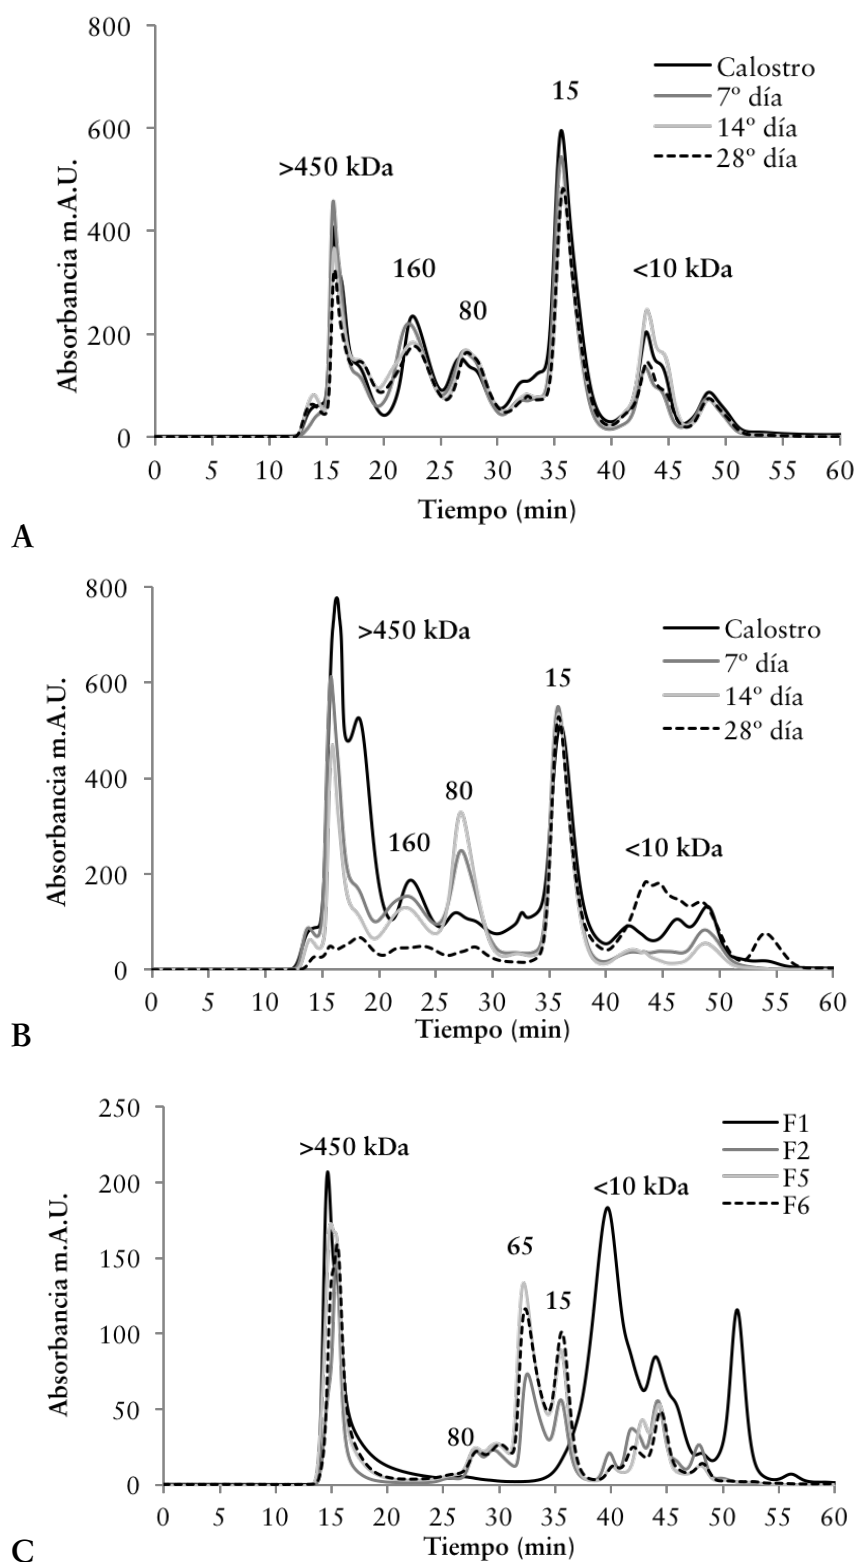 800
600
400
200
0
Absorbancia m.A.U.
>450 kDa
160
80
15
<10 kDa
Calostro
7º día
14º día
28º día
0 5 10 15 20 25 30 35 40 45 50 55 60
Tiempo (min)
A
800
600
400
200
0
Absorbancia m.A.U.
>450 kDa
160
80
15
<10 kDa
Calostro
7º día
14º día
28º día
0 5 10 15 20 25 30 35 40 45 50 55 60
Tiempo (min)
B
250
200
150
100
50
0
Absorbancia m.A.U.
>450 kDa
80
65
15
<10 kDa
F1
F2
F5
F6
0 5 10 15 20 25 30 35 40 45 50 55 60
Tiempo (min)
C